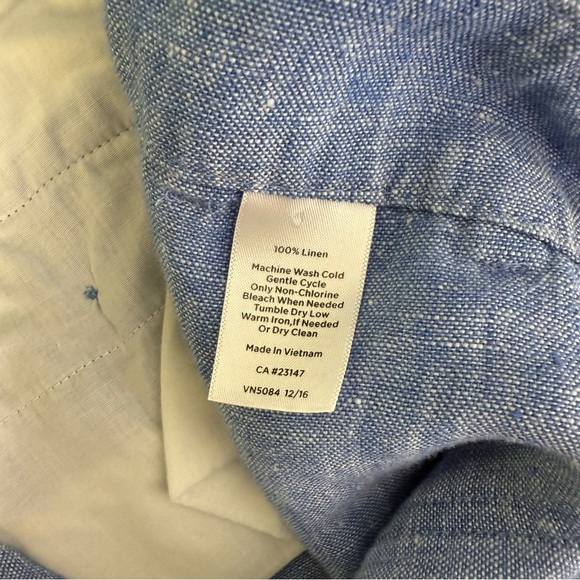 100% Linen
Machine Wash Cold
Gentle Cycle
Only Non-Chlorine
Bleach When Needed
Tumble Dry Low
Warm Iron,If Needed
Or Dry Clean
Made In Vietnam
CA #23147
VN5084 12/16